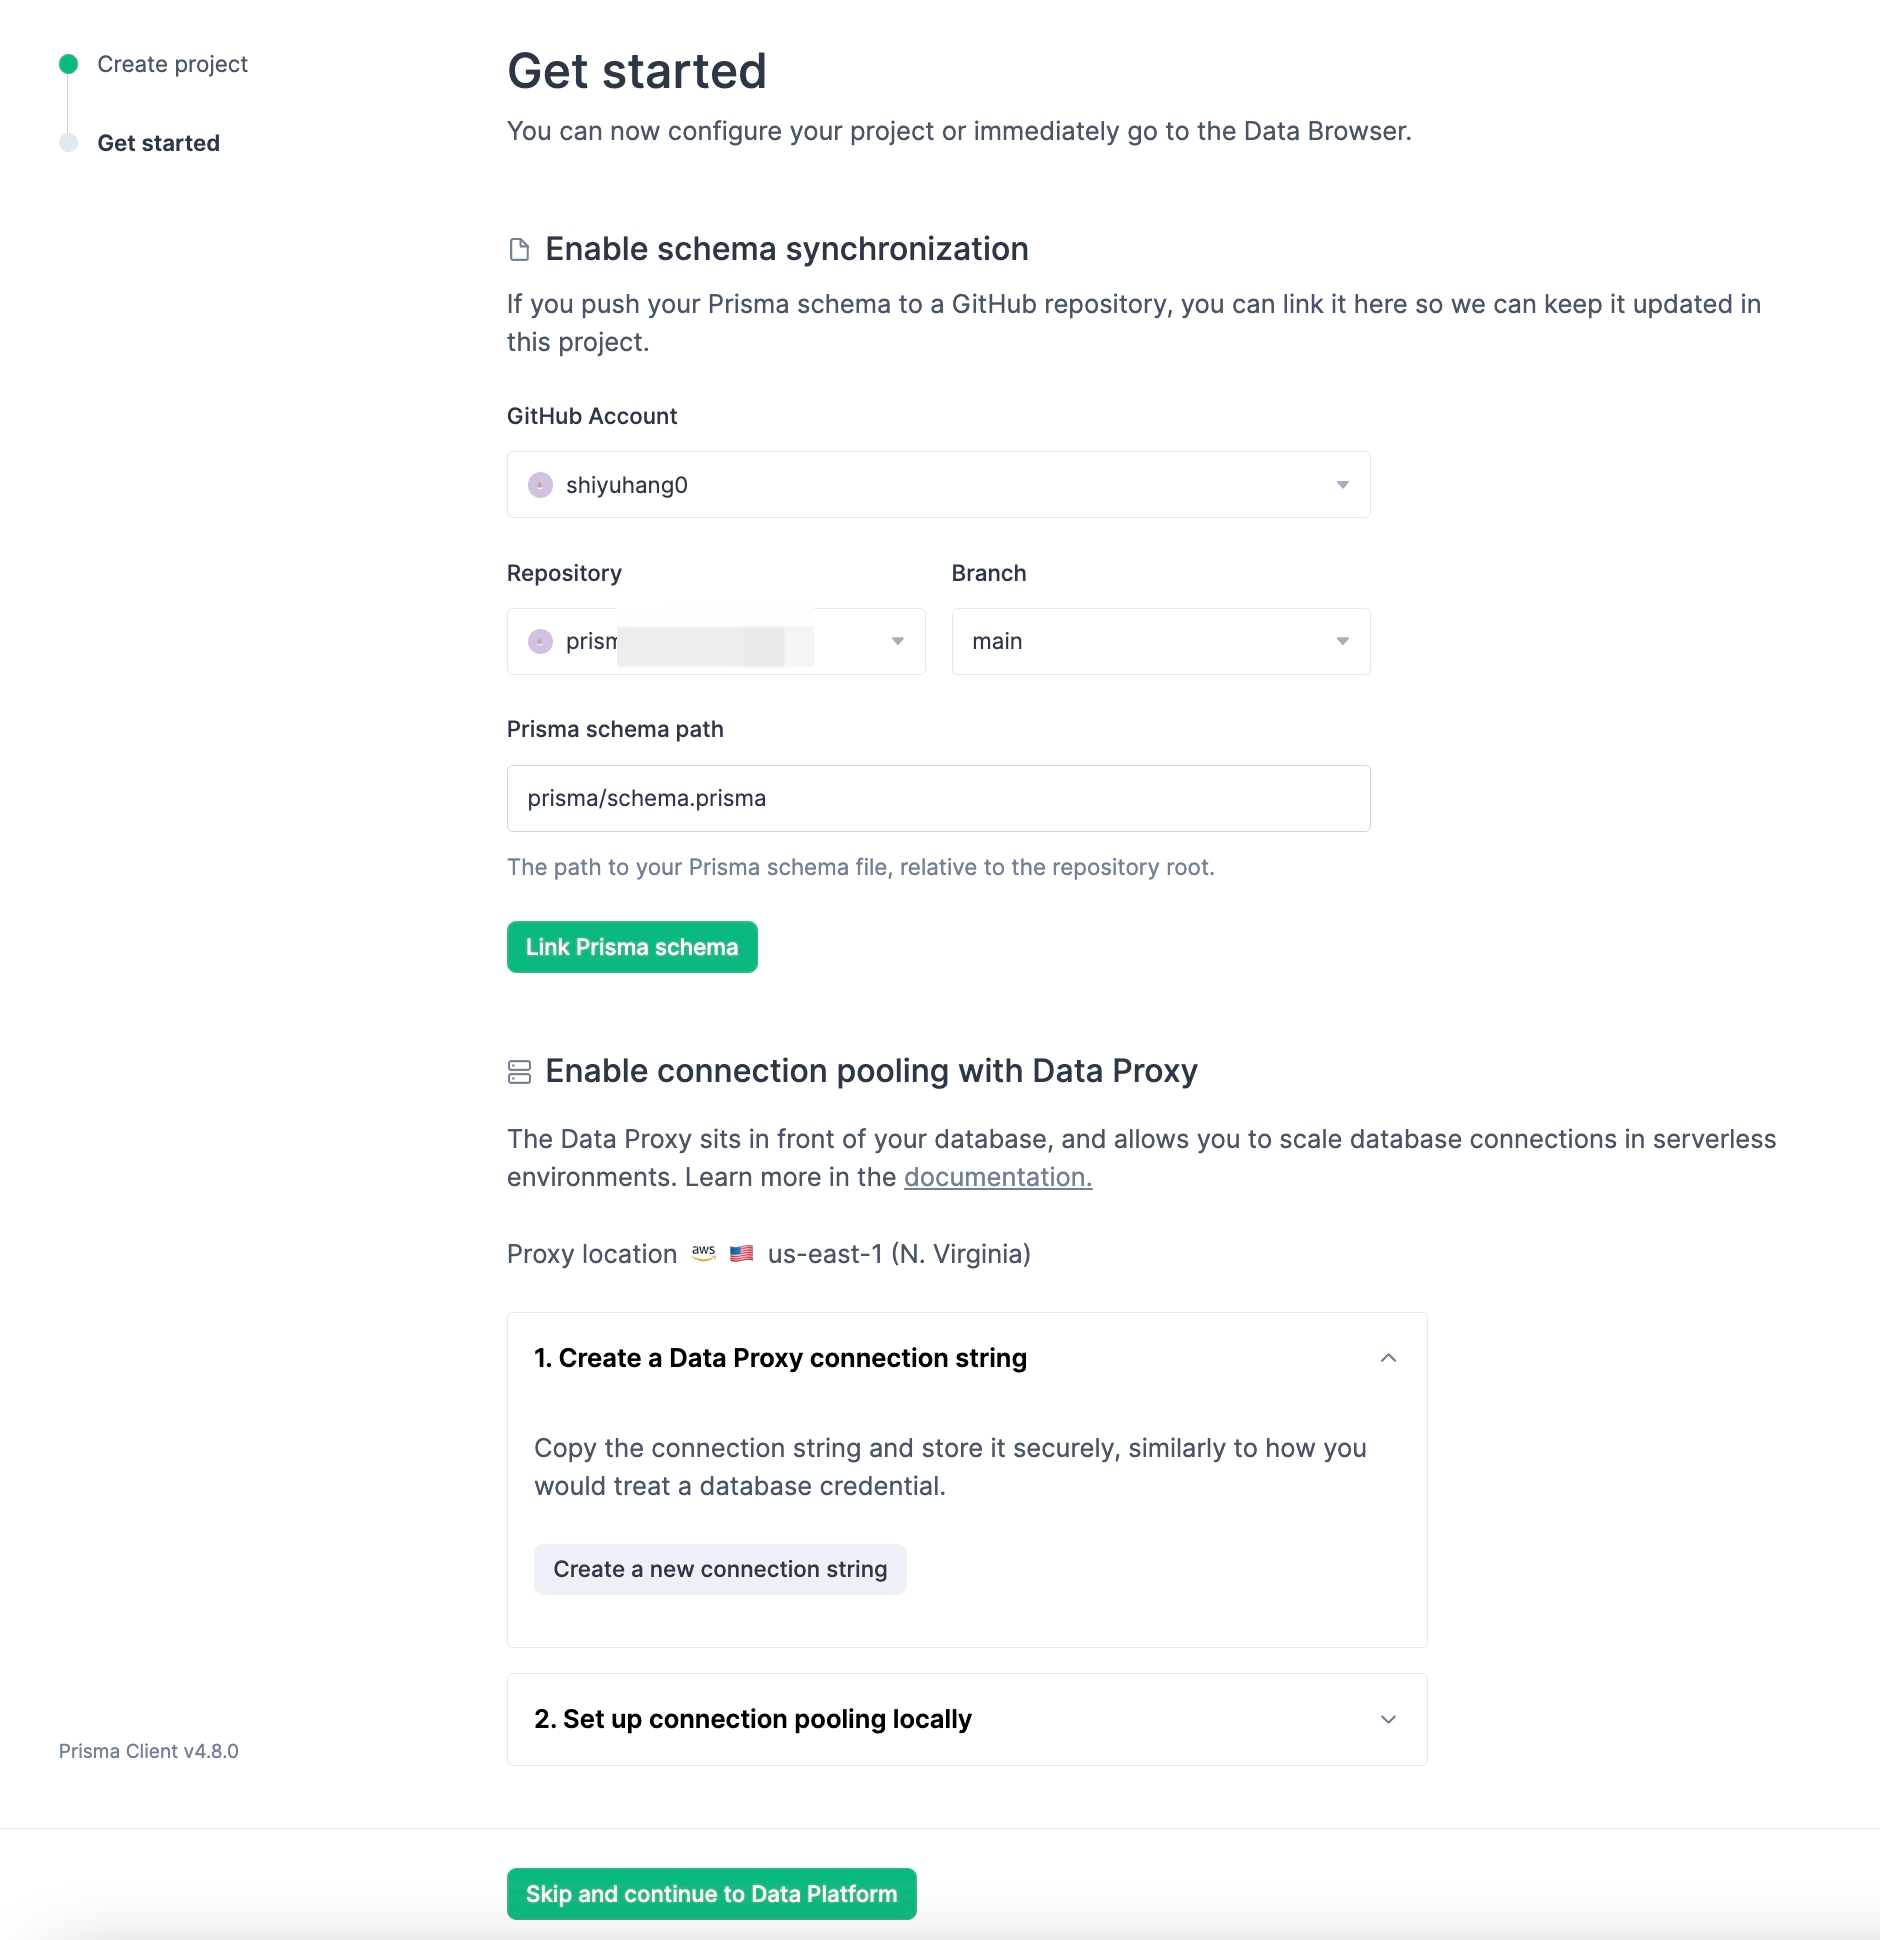 Create project
Get started
Get started
You can now configure your project or immediately go to the Data Browser.
Enable schema synchronization
If you push your Prisma schema to a GitHub repository, you can link it here so we can keep it updated in
this project.
GitHub Account
shiyuhang0
Repository
Branch
main
Prisma schema path
prisma/schema.prisma
The path to your Prisma schema file, relative to the repository root.
Link Prisma schema
Enable connection pooling with Data Proxy
The Data Proxy sits in front of your database, and allows you to scale database connections in serverless
environments. Learn more in the documentation.
Proxy location aws us-east-1 (N. Virginia)
1. Create a Data Proxy connection string
Copy the connection string and store it securely, similarly to how you
would treat a database credential.
Create a new connection string
2. Set up connection pooling locally
Prisma Client v4.8.0
Skip and continue to Data Platform